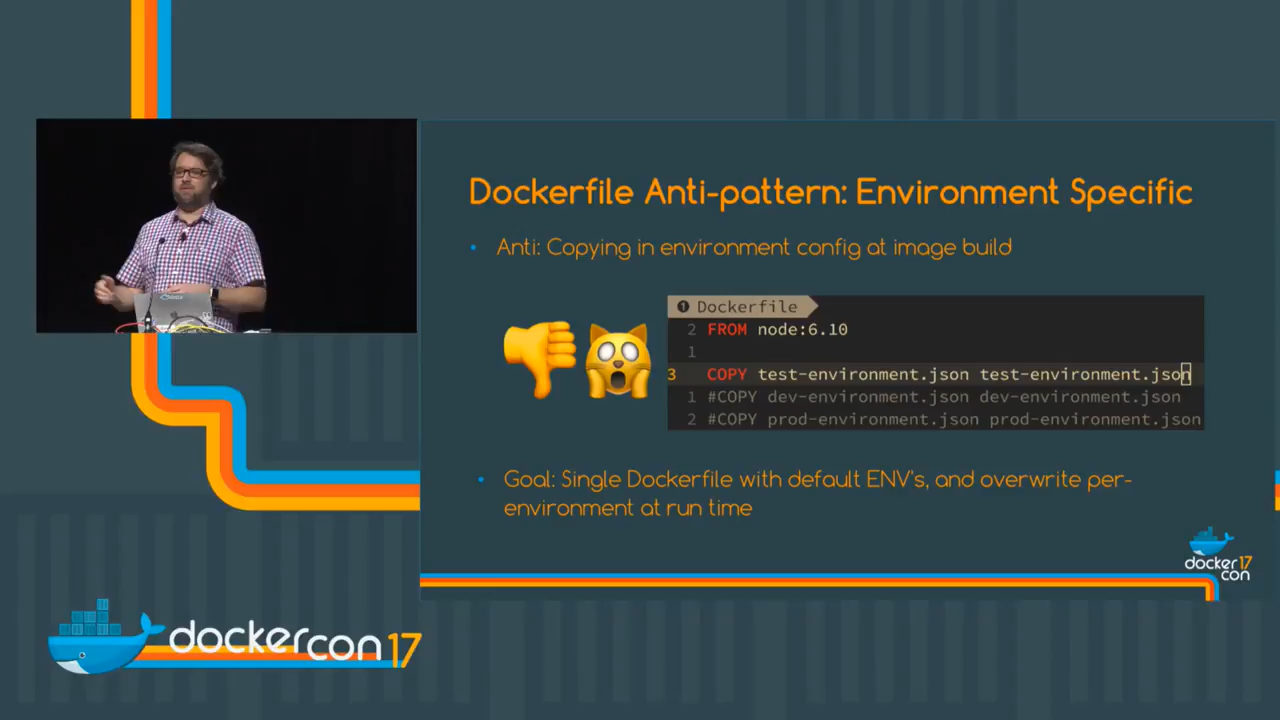 Dockerfile Anti-pattern: Environment Specific
• Anti: Copying in environment config at image build
1 Dockerfile
2 FROM node:6.10
1
3 COPY test-environment.json test-environment.json
1 #COPY dev-environment.json dev-environment.json
2 #COPY prod-environment.json prod-environment.json
• Goal: Single Dockerfile with default ENV's, and overwrite per-
environment at run time
docker 17
con
dockercon 17